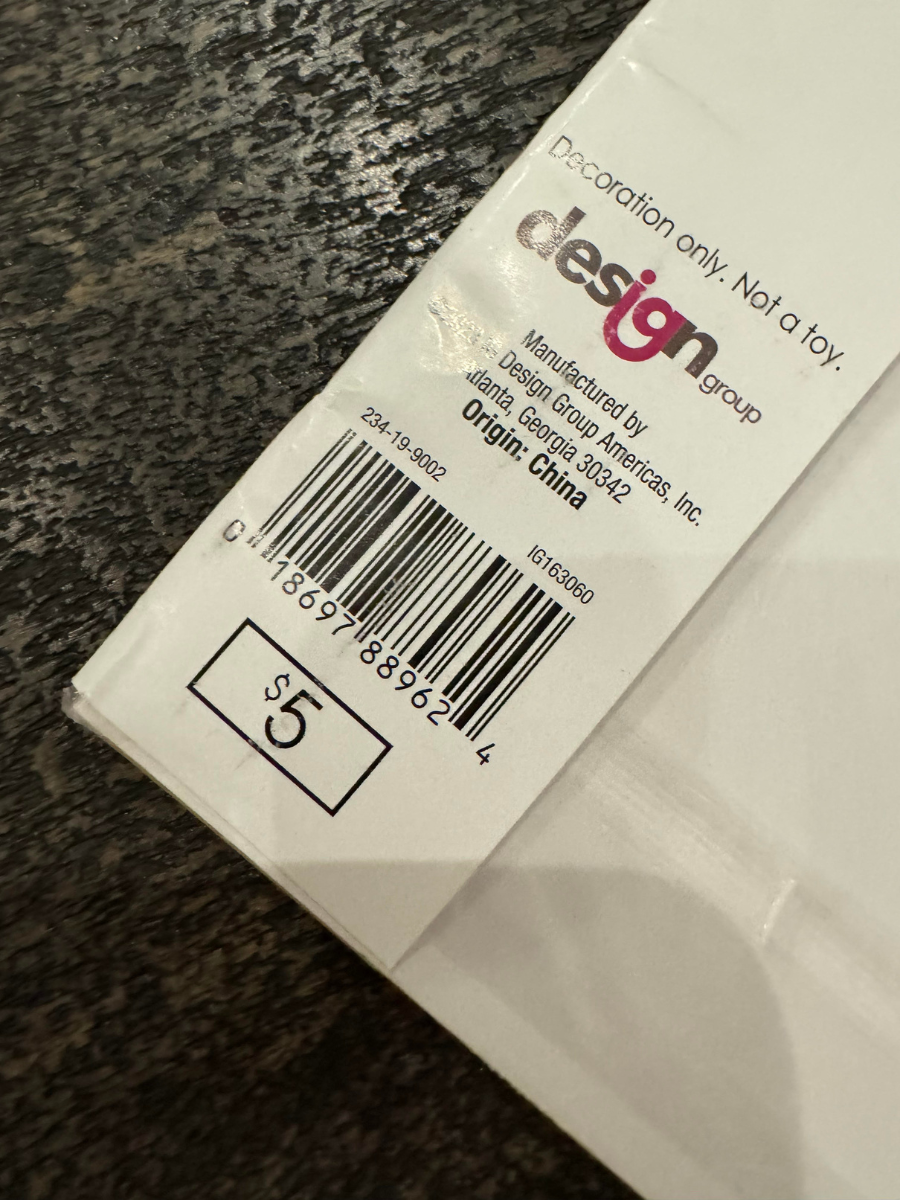 Decoration only. Not a toy.
design
group
Manufactured by
Design Group Americas, Inc.
Atlanta, Georgia 30342
Origin: China
234-19-9002
IG163060
0 18697 88962 4
$5